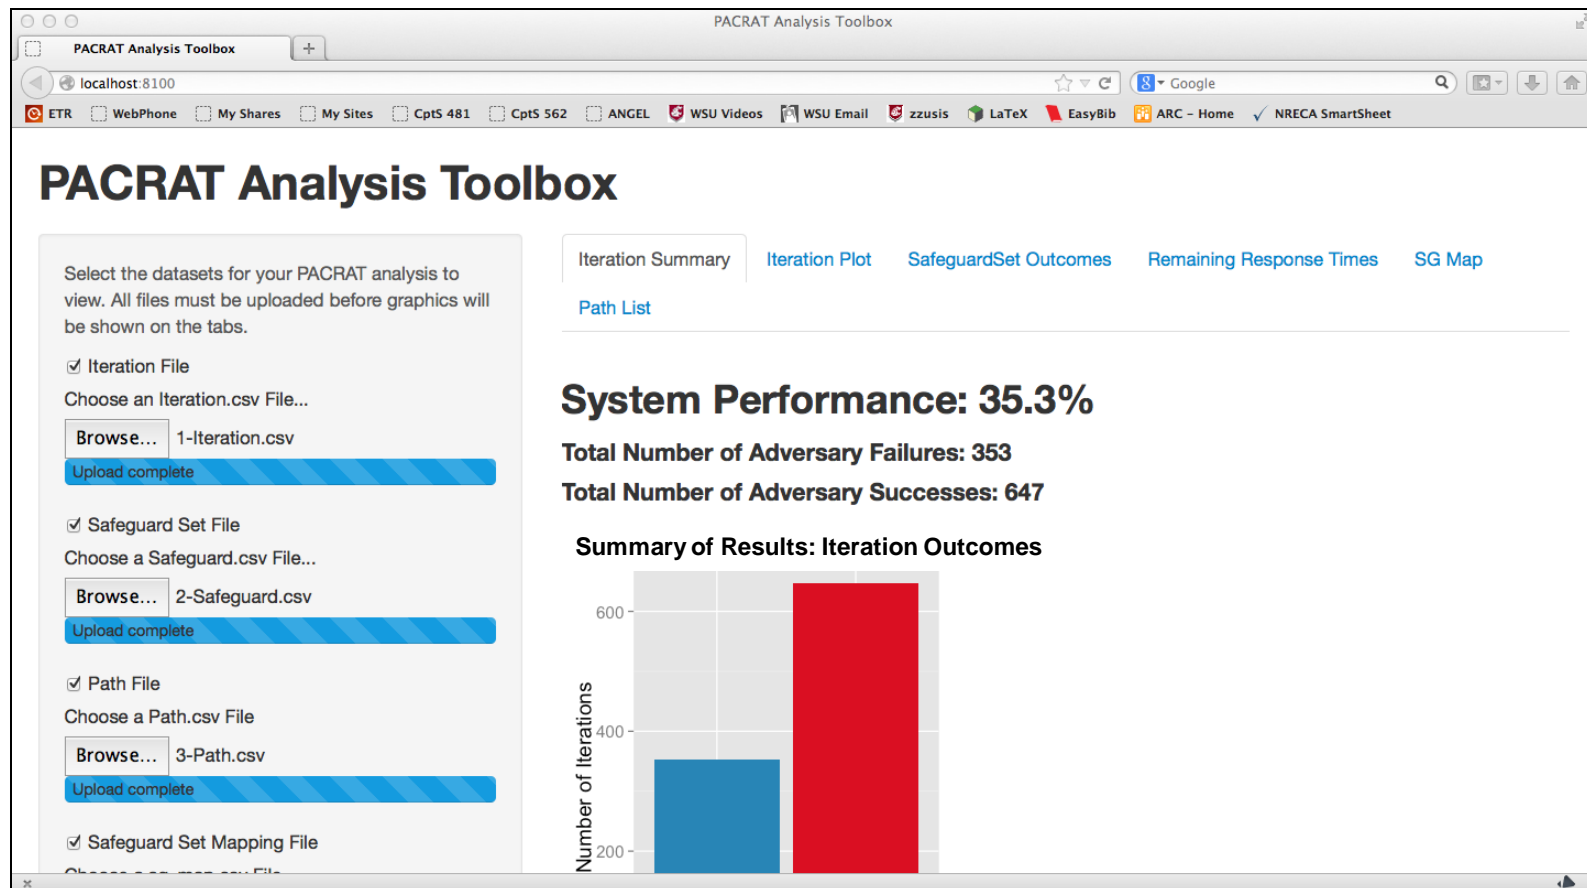 PACRAT Analysis Toolbox
PACRAT Analysis Toolbox
localhost:8100
Google
ETR WebPhone My Shares My Sites CptS 481 CptS 562 ANGEL WSU Videos WSU Email zzusis LaTeX EasyBib ARC - Home NRECA SmartSheet
PACRAT Analysis Toolbox
Select the datasets for your PACRAT analysis to
view. All files must be uploaded before graphics will
be shown on the tabs.
Iteration File
Choose an Iteration.csv File...
Browse... 1-Iteration.csv
Upload complete
Safeguard Set File
Choose a Safeguard.csv File...
Browse... 2-Safeguard.csv
Upload complete
Path File
Choose a Path.csv File
Browse... 3-Path.csv
Upload complete
Safeguard Set Mapping File
Iteration Summary Iteration Plot SafeguardSet Outcomes Remaining Response Times SG Map
Path List
System Performance: 35.3%
Total Number of Adversary Failures: 353
Total Number of Adversary Successes: 647
Summary of Results: Iteration Outcomes
Number of Iterations
600
400
200